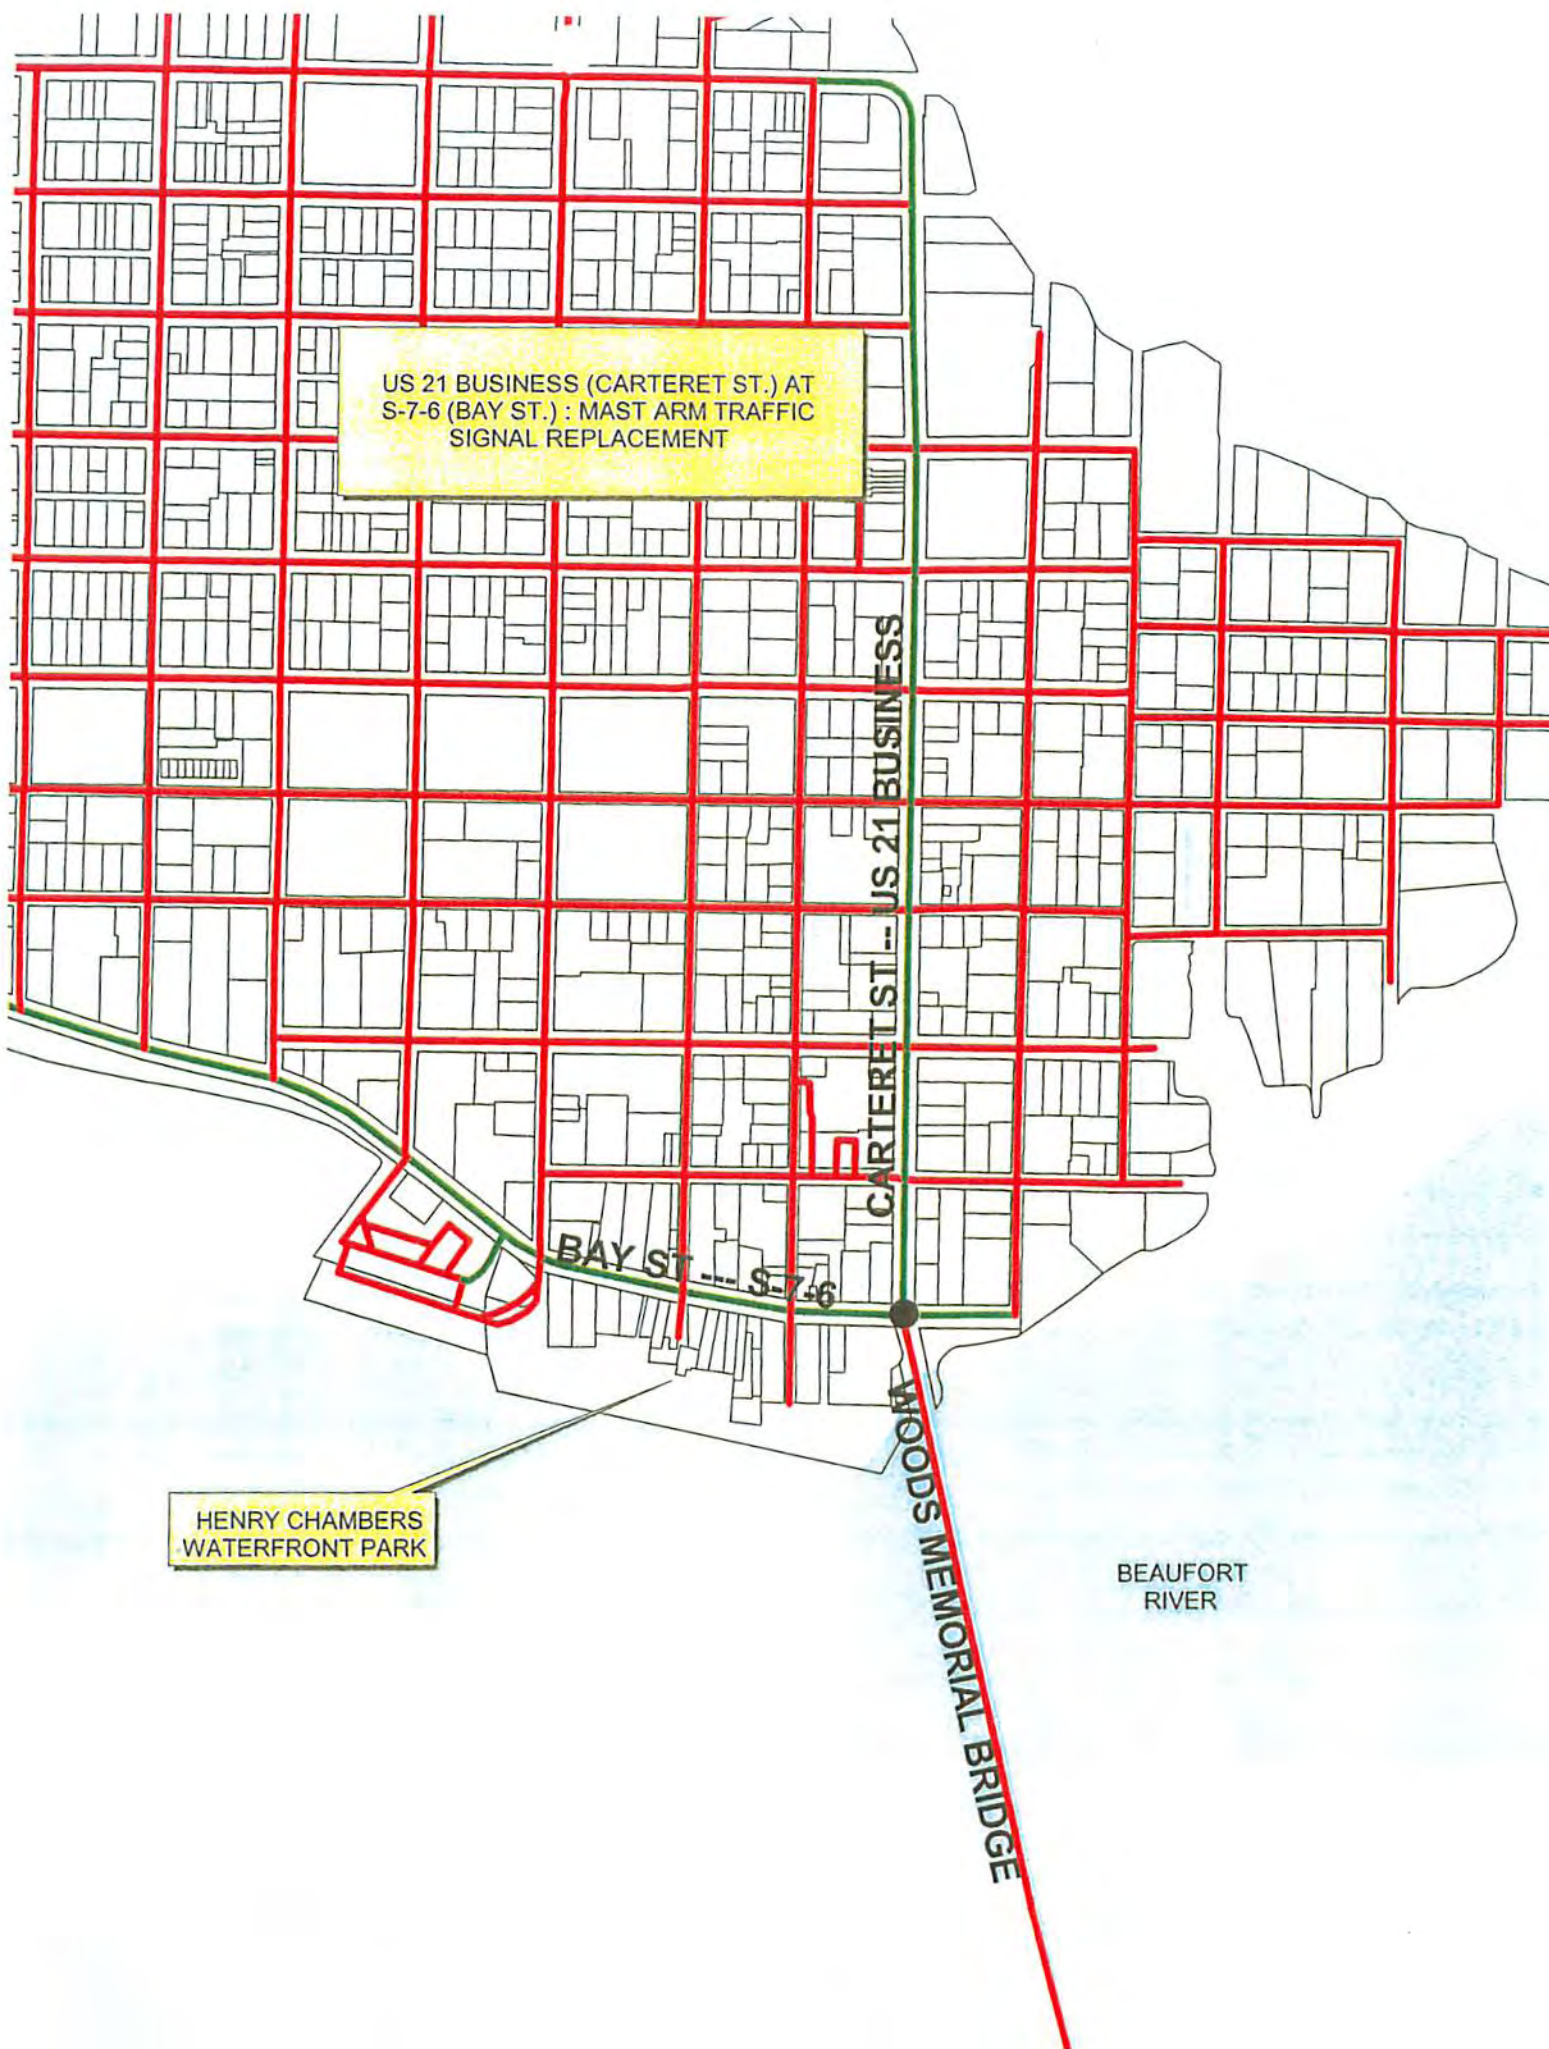 US 21 BUSINESS (CARTERET ST.) AT
S-7-6 (BAY ST.) : MAST ARM TRAFFIC
SIGNAL REPLACEMENT
CARTERET ST -- US 21 BUSINESS
BAY ST --- S-7-6
WOODS MEMORIAL BRIDGE
HENRY CHAMBERS
WATERFRONT PARK
BEAUFORT
RIVER